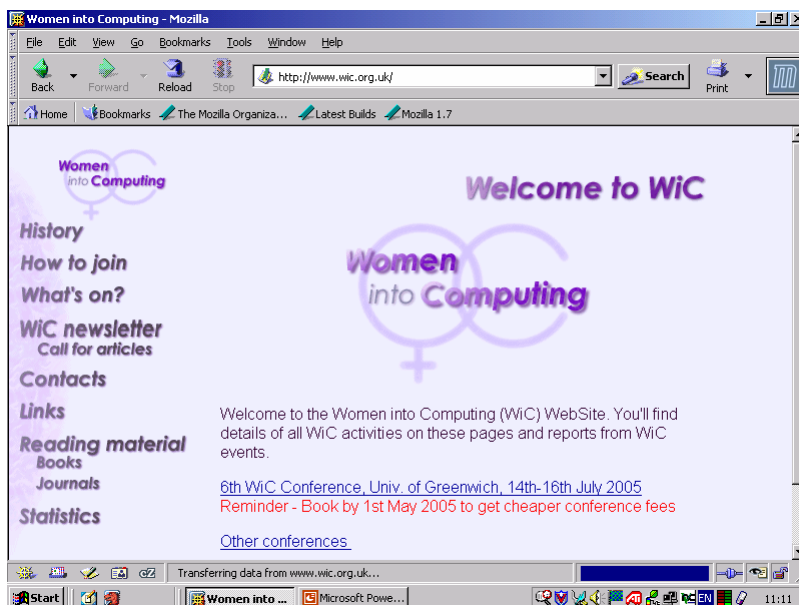 Women into Computing - Mozilla
File Edit View Go Bookmarks Tools Window Help
Back Forward Reload Stop http://www.wic.org.uk/ Search Print
Home Bookmarks The Mozilla Organiza... Latest Builds Mozilla 1.7
Women
into Computing
Welcome to WiC
History
How to join
What's on?
WiC newsletter
Call for articles
Contacts
Links
Reading material
Books
Journals
Statistics
Women
into Computing
Welcome to the Women into Computing (WiC) WebSite. You'll find
details of all WiC activities on these pages and reports from WiC
events.
6th WiC Conference, Univ. of Greenwich, 14th-16th July 2005
Reminder - Book by 1st May 2005 to get cheaper conference fees
Other conferences
Transferring data from www.wic.org.uk...
Start Women into ... Microsoft Powe... EN 11:11